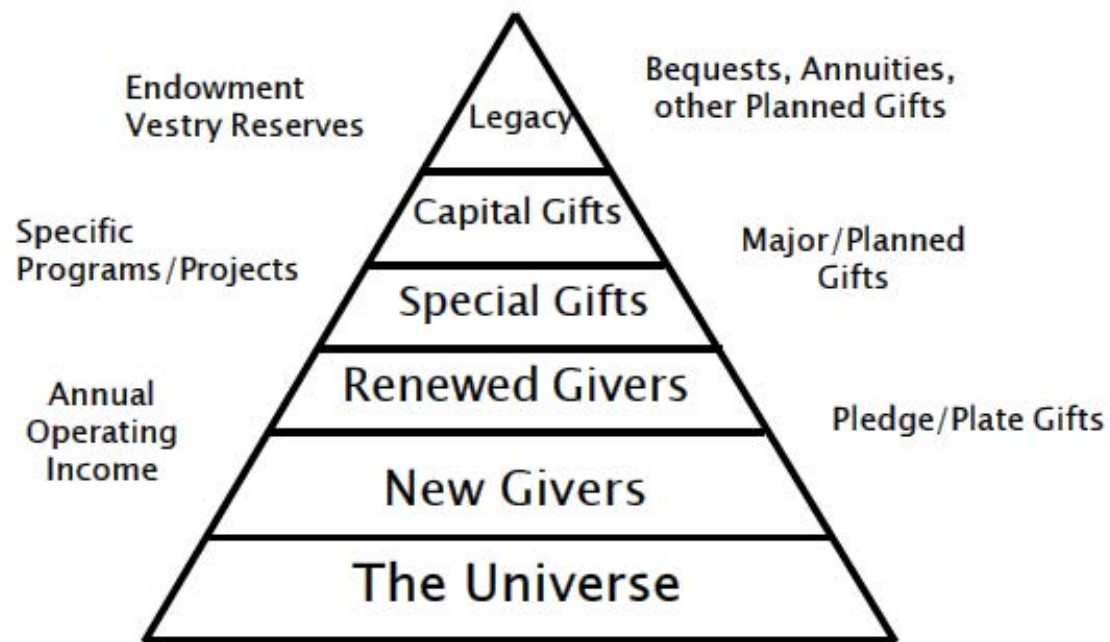 Endowment
Vestry Reserves
Legacy
Bequests, Annuities,
other Planned Gifts
Specific
Programs/Projects
Capital Gifts
Major/Planned
Gifts
Special Gifts
Annual
Operating
Income
Renewed Givers
Pledge/Plate Gifts
New Givers
The Universe